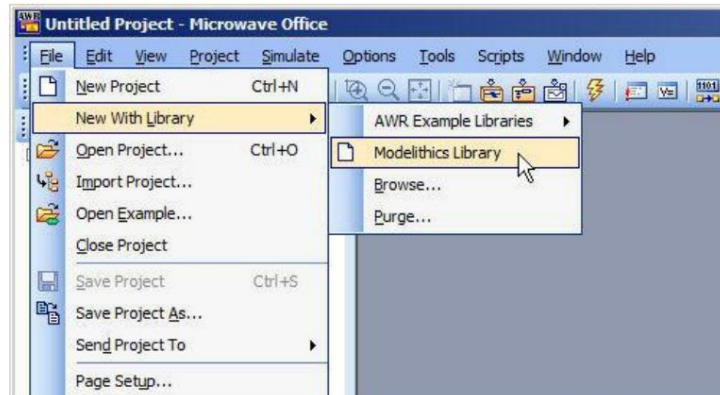 AWR Untitled Project - Microwave Office
File Edit View Project Simulate Options Tools Scripts Window Help
New Project Ctrl+N
New With Library
AWR Example Libraries
Open Project... Ctrl+O
Modelithics Library
Import Project...
Browse...
Open Example...
Purge...
Close Project
Save Project Ctrl+S
Save Project As...
Send Project To
Page Setup...